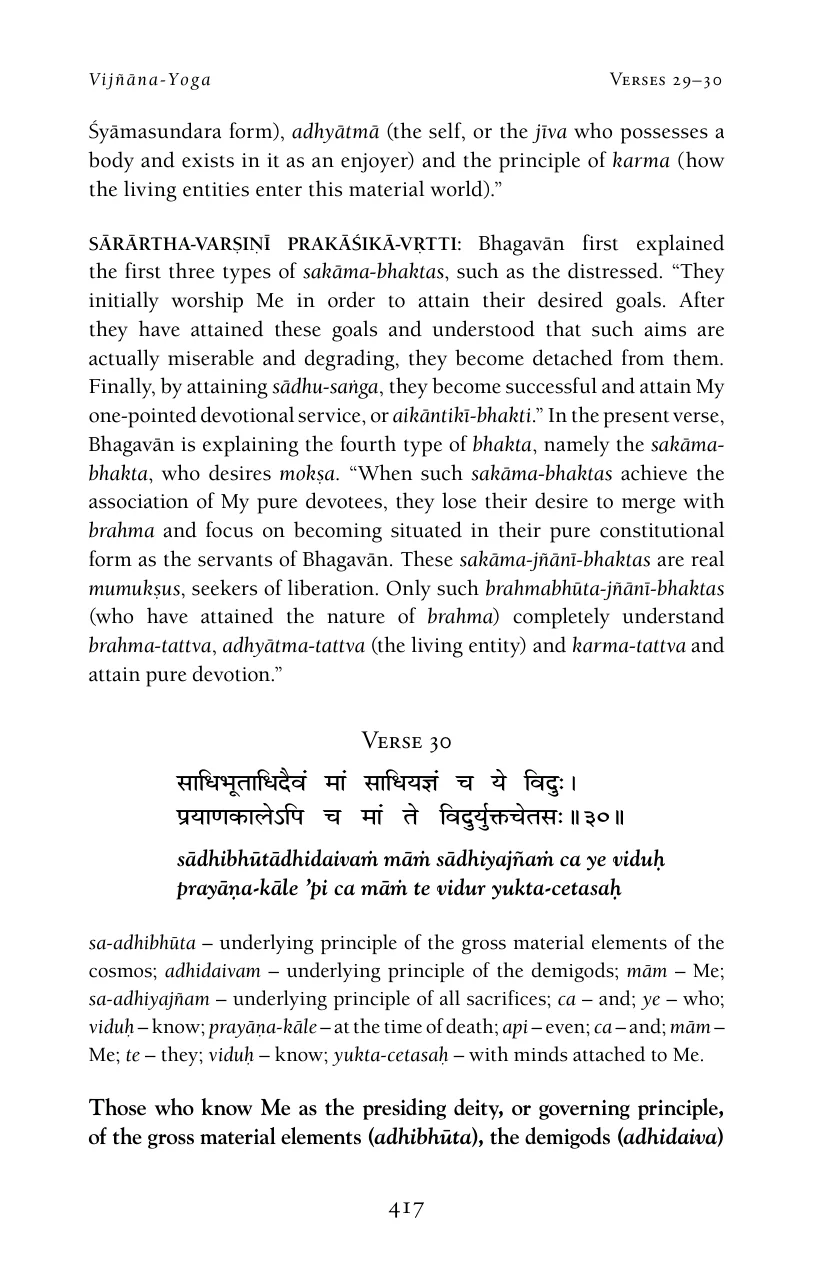 Vijñāna-Yoga Verses 29–30
Śyāmasundara form), adhyātmā (the self, or the jīva who possesses a
body and exists in it as an enjoyer) and the principle of karma (how
the living entities enter this material world).”
SĀRĀRTHA-VARṢIṆĪ PRAKĀŚIKĀ-VṚTTI: Bhagavān first explained
the first three types of sakāma-bhaktas, such as the distressed. “They
initially worship Me in order to attain their desired goals. After
they have attained these goals and understood that such aims are
actually miserable and degrading, they become detached from them.
Finally, by attaining sādhu-saṅga, they become successful and attain My
one-pointed devotional service, or aikāntikī-bhakti.” In the present verse,
Bhagavān is explaining the fourth type of bhakta, namely the sakāma-
bhakta, who desires mokṣa. “When such sakāma-bhaktas achieve the
association of My pure devotees, they lose their desire to merge with
brahma and focus on becoming situated in their pure constitutional
form as the servants of Bhagavān. These sakāma-jñānī-bhaktas are real
mumukṣus, seekers of liberation. Only such brahmabhūta-jñānī-bhaktas
(who have attained the nature of brahma) completely understand
brahma-tattva, adhyātma-tattva (the living entity) and karma-tattva and
attain pure devotion.”
Verse 30
साधिभूताधिदैवं मां साधियज्ञं च ये विदुः।
प्रयाणकालेऽपि च मां ते विदुर्युक्तचेतसः॥३०॥
sādhibhūtādhidaivaṁ māṁ sādhiyajñaṁ ca ye viduḥ
prayāṇa-kāle ’pi ca māṁ te vidur yukta-cetasaḥ
sa-adhibhūta – underlying principle of the gross material elements of the
cosmos; adhidaivam – underlying principle of the demigods; mām – Me;
sa-adhiyajñam – underlying principle of all sacrifices; ca – and; ye – who;
viduḥ – know; prayāṇa-kāle – at the time of death; api – even; ca – and; mām –
Me; te – they; viduḥ – know; yukta-cetasaḥ – with minds attached to Me.
Those who know Me as the presiding deity, or governing principle,
of the gross material elements (adhibhūta), the demigods (adhidaiva)
417